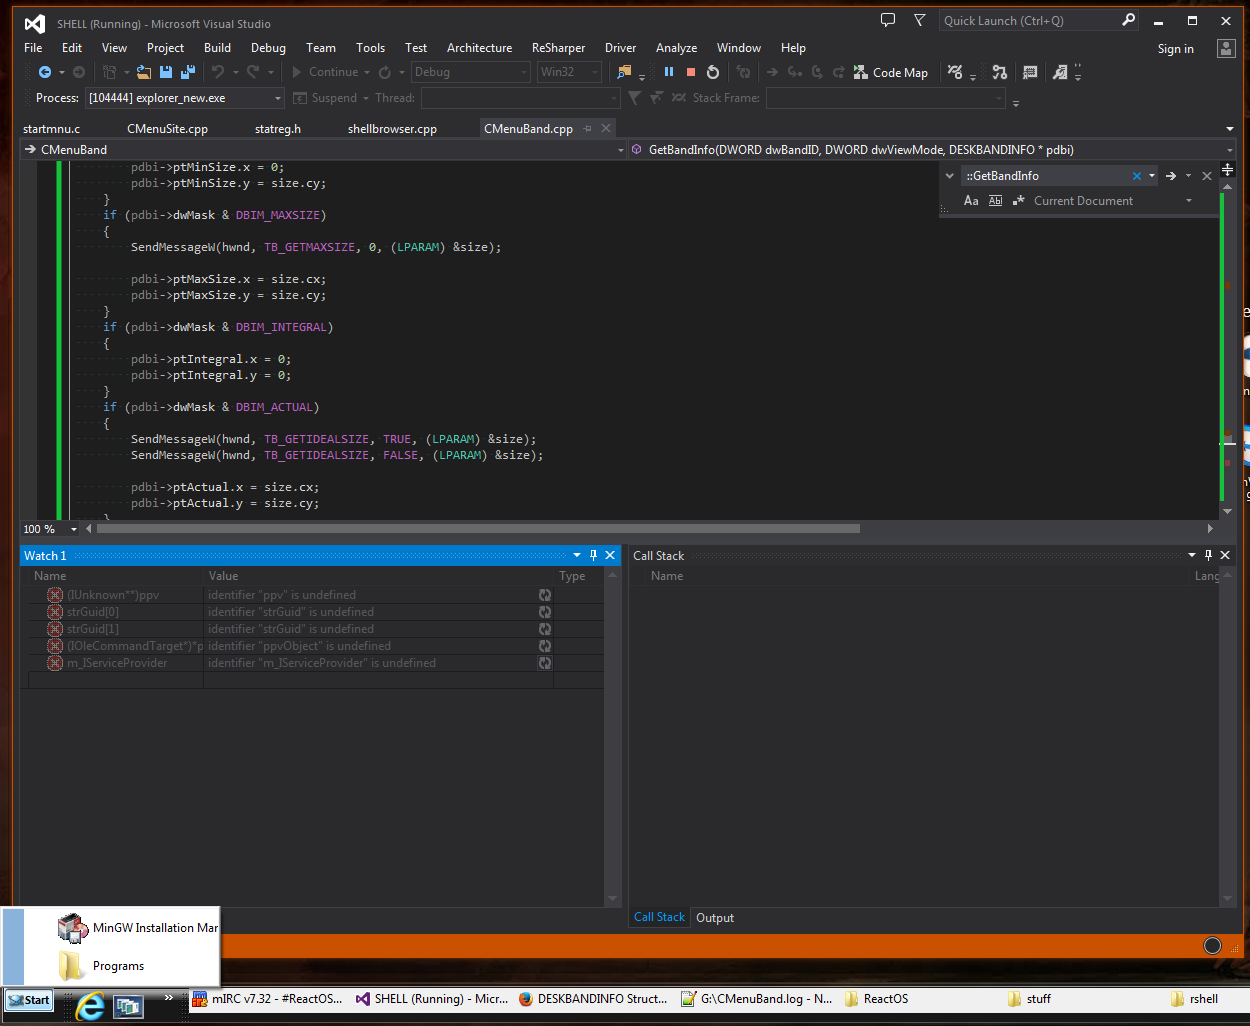 SHELL (Running) - Microsoft Visual Studio
Quick Launch (Ctrl+Q)
File Edit View Project Build Debug Team Tools Test Architecture ReSharper Driver Analyze Window Help Sign in
Continue Debug Win32 Code Map
Process: [104444] explorer_new.exe Suspend Thread: Stack Frame:
startmnu.c CMenuSite.cpp statreg.h shellbrowser.cpp CMenuBand.cpp
CMenuBand GetBandInfo(DWORD dwBandID, DWORD dwViewMode, DESKBANDINFO * pdbi)
::GetBandInfo
Aa Ab Current Document
pdbi->ptMinSize.x = 0;
pdbi->ptMinSize.y = size.cy;
}
if (pdbi->dwMask & DBIM_MAXSIZE)
{
SendMessageW(hwnd, TB_GETMAXSIZE, 0, (LPARAM) &size);
pdbi->ptMaxSize.x = size.cx;
pdbi->ptMaxSize.y = size.cy;
}
if (pdbi->dwMask & DBIM_INTEGRAL)
{
pdbi->ptIntegral.x = 0;
pdbi->ptIntegral.y = 0;
}
if (pdbi->dwMask & DBIM_ACTUAL)
{
SendMessageW(hwnd, TB_GETIDEALSIZE, TRUE, (LPARAM) &size);
SendMessageW(hwnd, TB_GETIDEALSIZE, FALSE, (LPARAM) &size);
pdbi->ptActual.x = size.cx;
pdbi->ptActual.y = size.cy;
}
100 %
Watch 1
Name Value Type
(IUnknown**)ppv identifier "ppv" is undefined
strGuid[0] identifier "strGuid" is undefined
strGuid[1] identifier "strGuid" is undefined
(IOleCommandTarget*)*p identifier "ppvObject" is undefined
m_IServiceProvider identifier "m_IServiceProvider" is undefined
Call Stack
Name Lang
Call Stack Output
MinGW Installation Mar
Programs
Start » mIRC v7.32 - #ReactOS... SHELL (Running) - Micr... DESKBANDINFO Struct... G:\CMenuBand.log - N... ReactOS stuff rshell